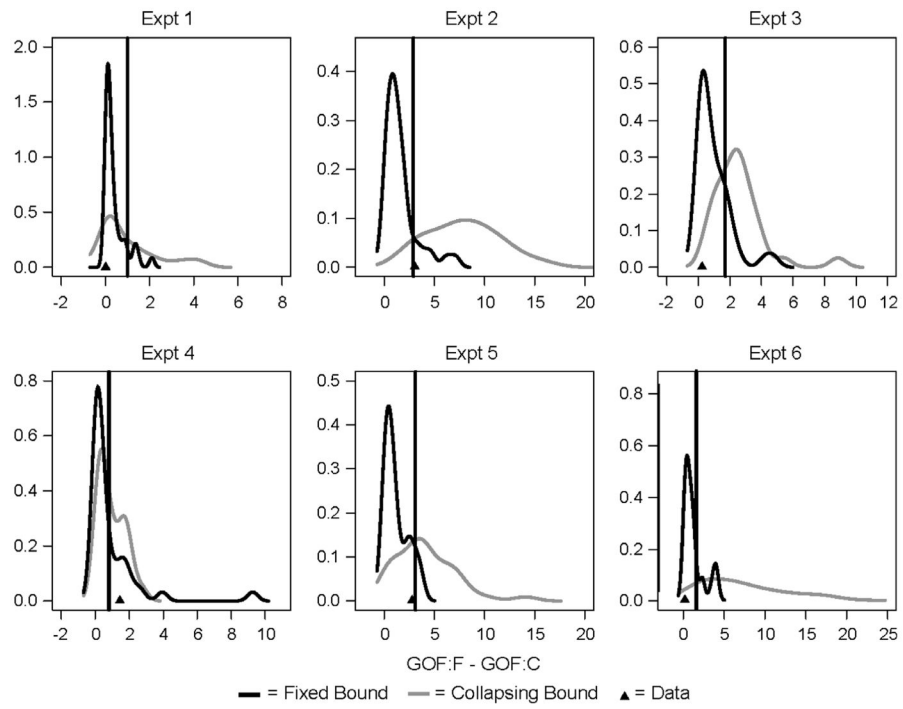 Expt 1
Expt 2
Expt 3
2.0
1.5
1.0
0.5
0.0
-2 0 2 4 6 8
0.4
0.3
0.2
0.1
0.0
0 5 10 15 20
0.6
0.5
0.4
0.3
0.2
0.1
0.0
-2 0 2 4 6 8 10 12
Expt 4
Expt 5
Expt 6
0.8
0.6
0.4
0.2
0.0
-2 0 2 4 6 8 10
0.5
0.4
0.3
0.2
0.1
0.0
0 5 10 15 20
0.8
0.6
0.4
0.2
0.0
0 5 10 15 20 25
GOF:F - GOF:C
= Fixed Bound = Collapsing Bound = Data